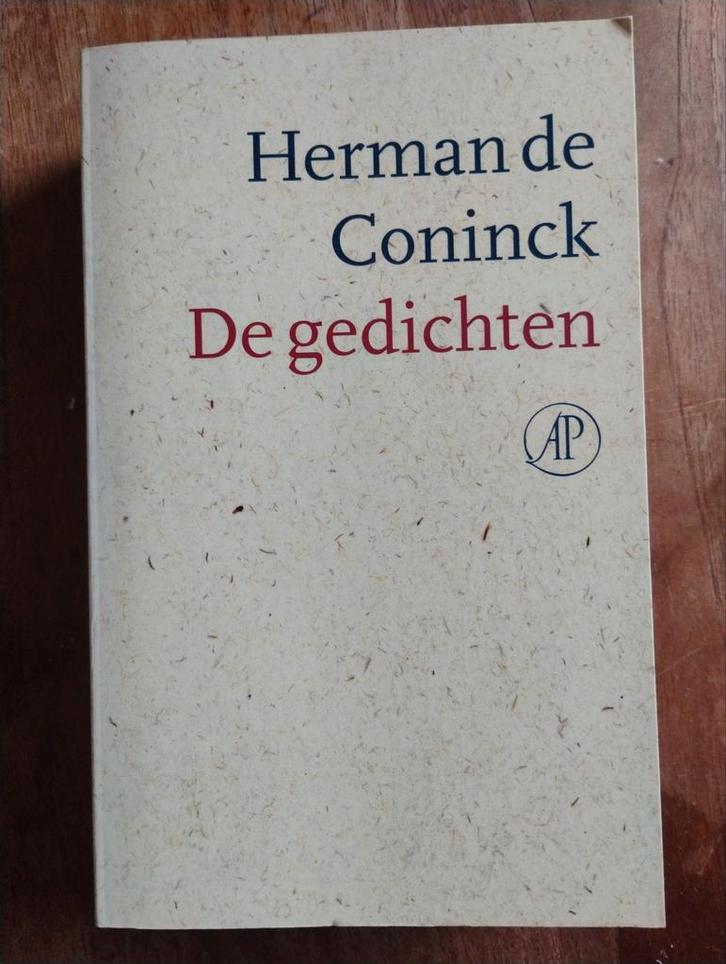 Herman de
Coninck
De gedichten
AP